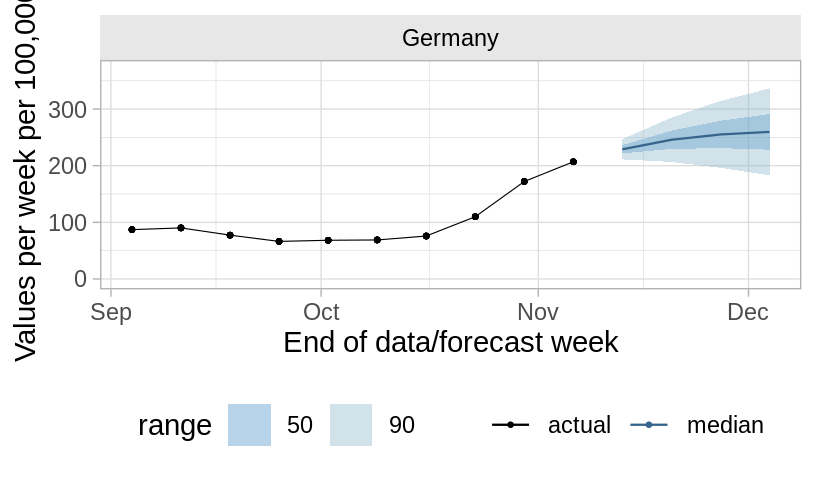 Germany
Values per week per 100,000
300
200
100
0
Sep Oct Nov Dec
End of data/forecast week
range 50 90 actual median